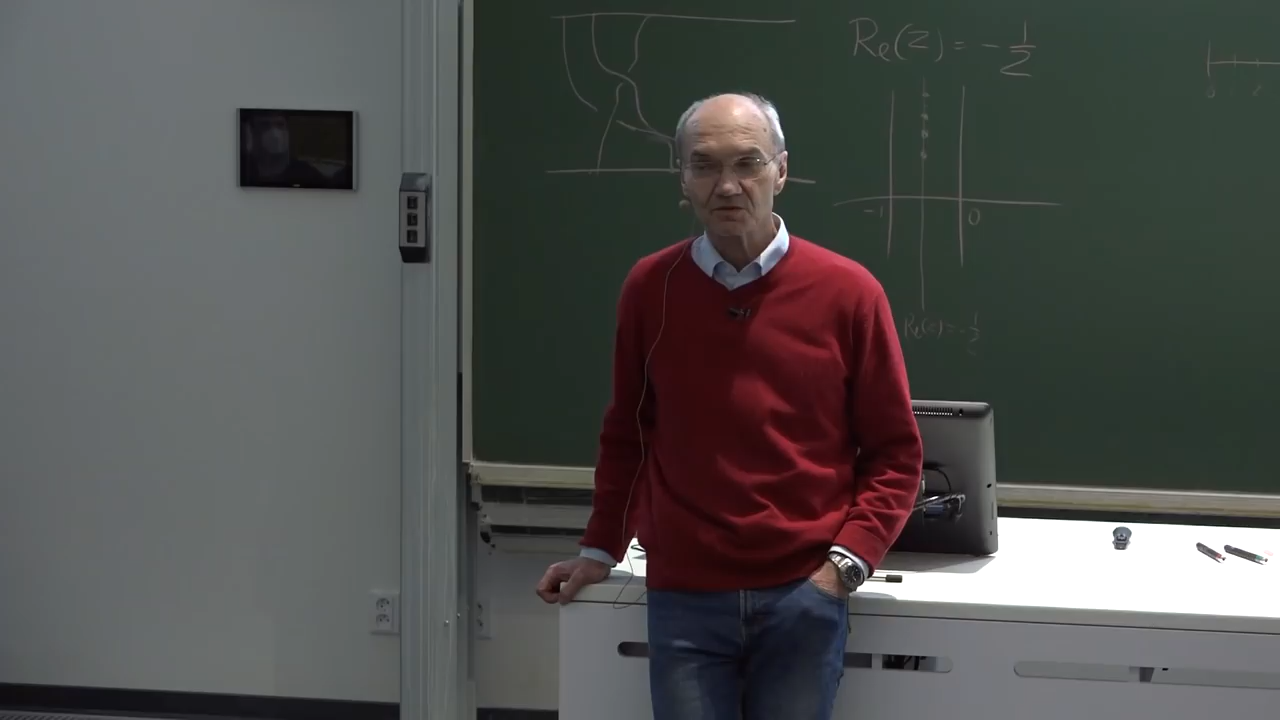 Re(z) = - 1/2
-1 0
Re(z) = - 1/2